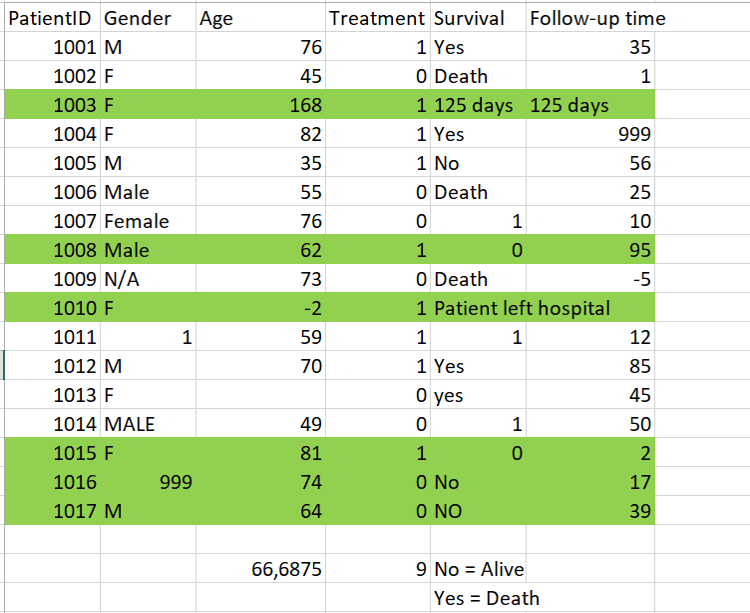 PatientID Gender Age Treatment Survival Follow-up time
1001 M 76 1 Yes 35
1002 F 45 0 Death 1
1003 F 168 1 125 days 125 days
1004 F 82 1 Yes 999
1005 M 35 1 No 56
1006 Male 55 0 Death 25
1007 Female 76 0 1 10
1008 Male 62 1 0 95
1009 N/A 73 0 Death -5
1010 F -2 1 Patient left hospital
1011 1 59 1 1 12
1012 M 70 1 Yes 85
1013 F 0 yes 45
1014 MALE 49 0 1 50
1015 F 81 1 0 2
1016 999 74 0 No 17
1017 M 64 0 NO 39
66,6875 9 No = Alive
Yes = Death